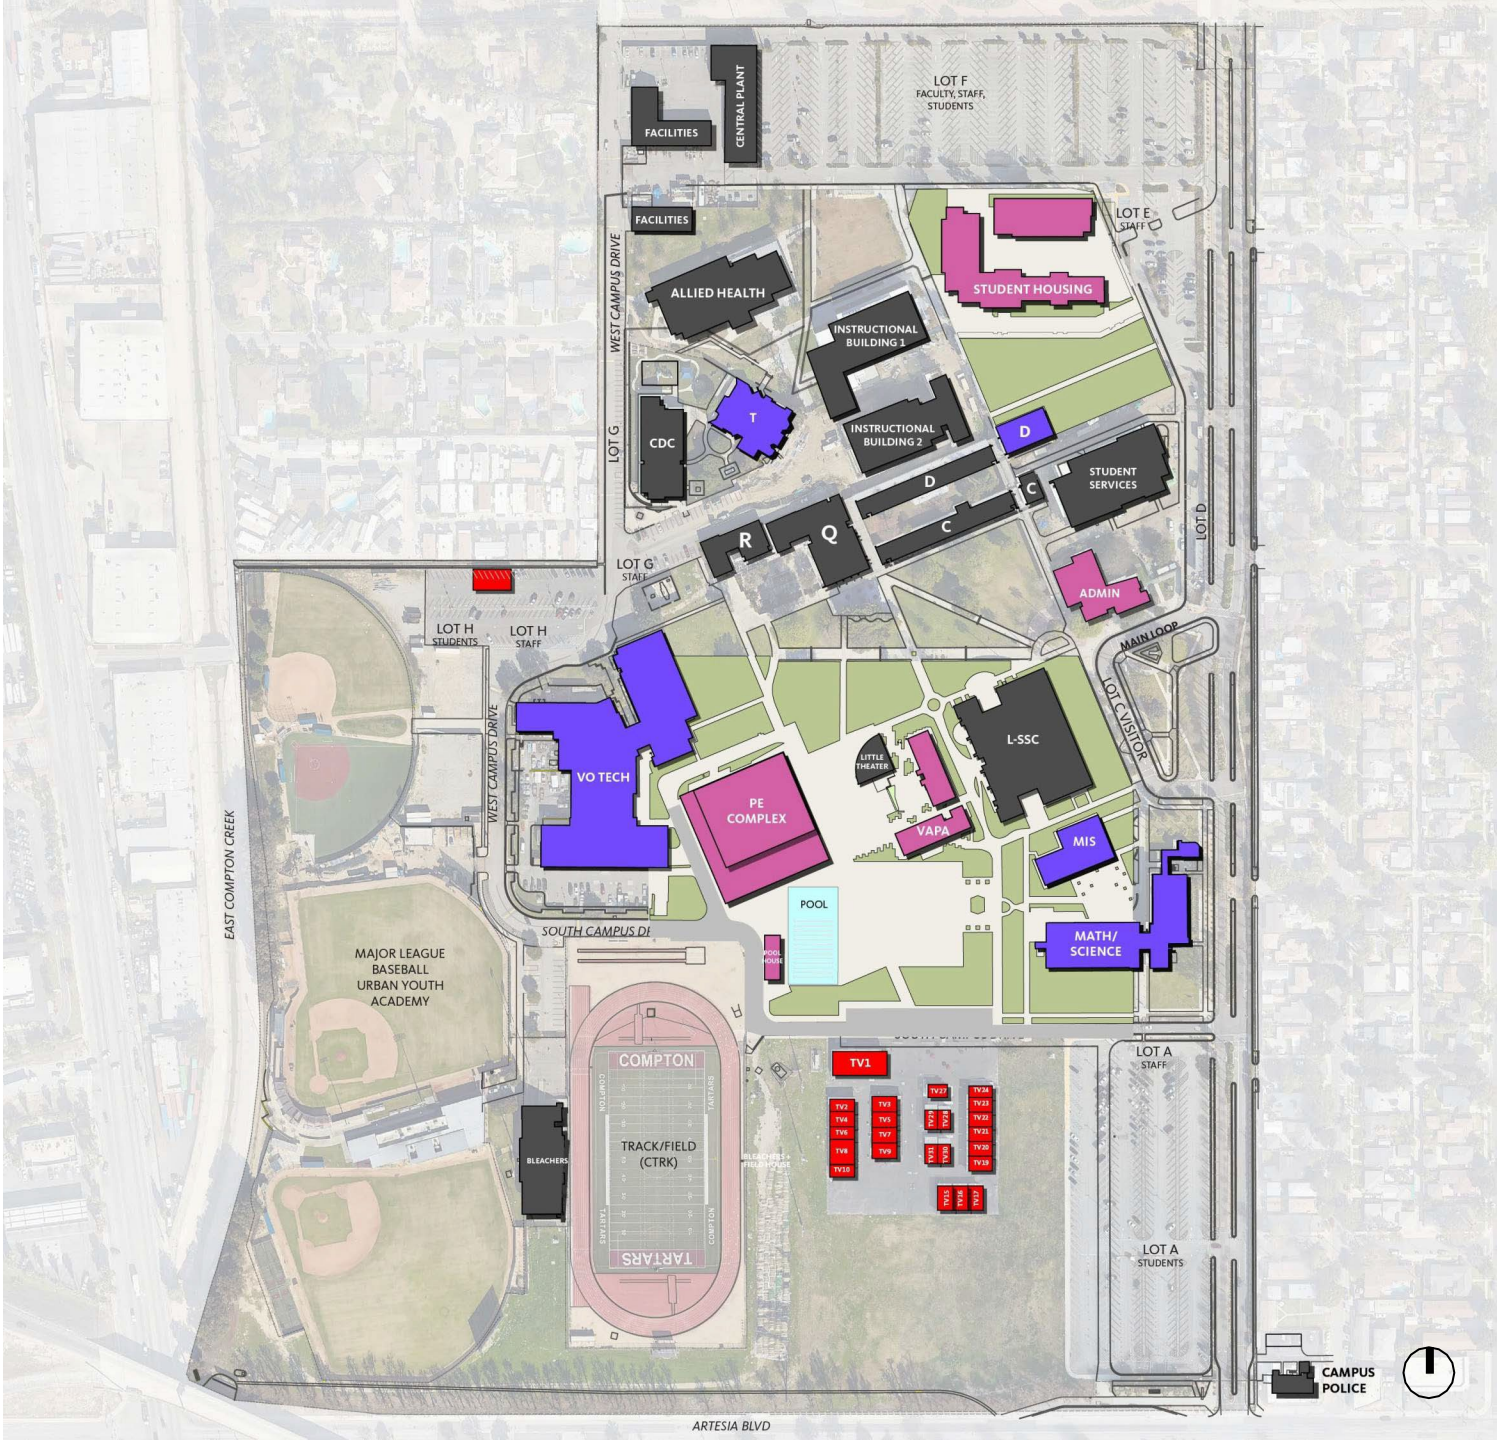 LOT F
FACULTY, STAFF,
STUDENTS
CENTRAL PLANT
FACILITIES
FACILITIES
LOT E
STAFF
WEST CAMPUS DRIVE
ALLIED HEALTH
STUDENT HOUSING
INSTRUCTIONAL
BUILDING 1
T
INSTRUCTIONAL
BUILDING 2
D
CDC
LOT G
STUDENT
SERVICES
D
C
C
LOT D
R
Q
LOT G
STAFF
ADMIN
LOT H
STUDENTS
LOT H
STAFF
MAIN LOOP
LOT C VISITOR
WEST CAMPUS DRIVE
L-SSC
LITTLE
THEATER
VO TECH
PE
COMPLEX
VAPA
MIS
EAST COMPTON CREEK
POOL
SOUTH CAMPUS DR
MATH/
SCIENCE
POOL
HOUSE
MAJOR LEAGUE
BASEBALL
URBAN YOUTH
ACADEMY
LOT A
STAFF
COMPTON
COMPTON
TARTARS
TV1
TV2
TV4
TV6
TV8
TV10
TV3
TV5
TV7
TV9
TV27
TV29
TV28
TV31
TV30
TV24
TV23
TV22
TV21
TV20
TV19
TV15
TV16
TV17
BLEACHERS
TRACK/FIELD
(CTRK)
BLEACHERS +
FIELD HOUSE
TARTARS
COMPTON
TARTARS
LOT A
STUDENTS
CAMPUS
POLICE
ARTESIA BLVD